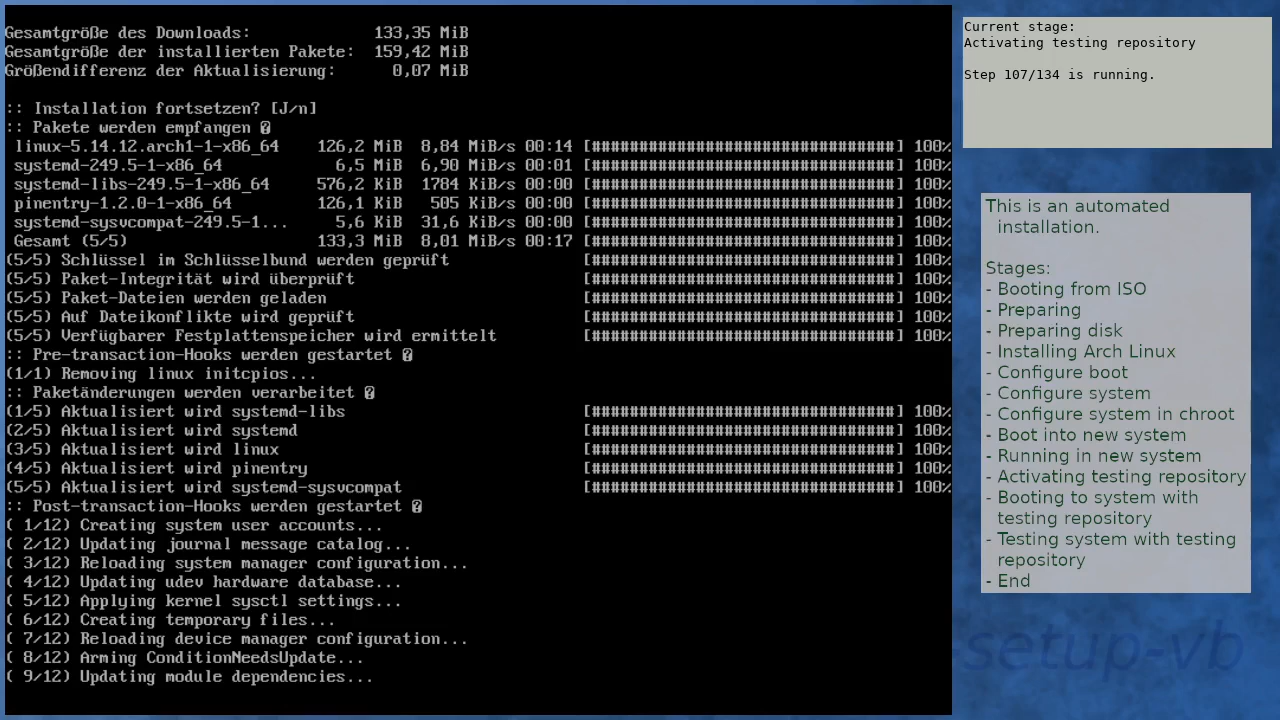 Gesamtgröße des Downloads:             133,35 MiB
Gesamtgröße der installierten Pakete:  159,42 MiB
Größendifferenz der Aktualisierung:      0,07 MiB
:: Installation fortsetzen? [J/n]
:: Pakete werden empfangen �
linux-5.14.12.arch1-1-x86_64    126,2 MiB  8,84 MiB/s 00:14 [################################] 100%
systemd-249.5-1-x86_64            6,5 MiB  6,90 MiB/s 00:01 [################################] 100%
systemd-libs-249.5-1-x86_64     576,2 KiB  1784 KiB/s 00:00 [################################] 100%
pinentry-1.2.0-1-x86_64         126,1 KiB   505 KiB/s 00:00 [################################] 100%
systemd-sysvcompat-249.5-1...     5,6 KiB  31,6 KiB/s 00:00 [################################] 100%
Gesamt (5/5)                    133,3 MiB  8,01 MiB/s 00:17 [################################] 100%
(5/5) Schlüssel im Schlüsselbund werden geprüft              [################################] 100%
(5/5) Paket-Integrität wird überprüft                        [################################] 100%
(5/5) Paket-Dateien werden geladen                           [################################] 100%
(5/5) Auf Dateikonflikte wird geprüft                        [################################] 100%
(5/5) Verfügbarer Festplattenspeicher wird ermittelt         [################################] 100%
:: Pre-transaction-Hooks werden gestartet �
(1/1) Removing linux initcpios...
:: Paketänderungen werden verarbeitet �
(1/5) Aktualisiert wird systemd-libs                         [################################] 100%
(2/5) Aktualisiert wird systemd                              [################################] 100%
(3/5) Aktualisiert wird linux                                [################################] 100%
(4/5) Aktualisiert wird pinentry                             [################################] 100%
(5/5) Aktualisiert wird systemd-sysvcompat                   [################################] 100%
:: Post-transaction-Hooks werden gestartet �
( 1/12) Creating system user accounts...
( 2/12) Updating journal message catalog...
( 3/12) Reloading system manager configuration...
( 4/12) Updating udev hardware database...
( 5/12) Applying kernel sysctl settings...
( 6/12) Creating temporary files...
( 7/12) Reloading device manager configuration...
( 8/12) Arming ConditionNeedsUpdate...
( 9/12) Updating module dependencies...
Current stage:
Activating testing repository
Step 107/134 is running.
This is an automated
installation.
Stages:
- Booting from ISO
- Preparing
- Preparing disk
- Installing Arch Linux
- Configure boot
- Configure system
- Configure system in chroot
- Boot into new system
- Running in new system
- Activating testing repository
- Booting to system with
testing repository
- Testing system with testing
repository
- End
setup-vb